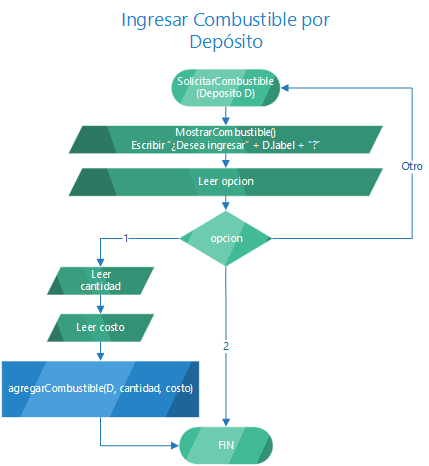 Ingresar Combustible por
Depósito
SolicitarCombustible
(Deposito D)
MostrarCombustible()
Escribir "¿Desea ingresar" + D.label + "?"
Leer opcion
Otro
opcion
1
Leer
cantidad
Leer costo
2
agregarCombustible(D, cantidad, costo)
FIN